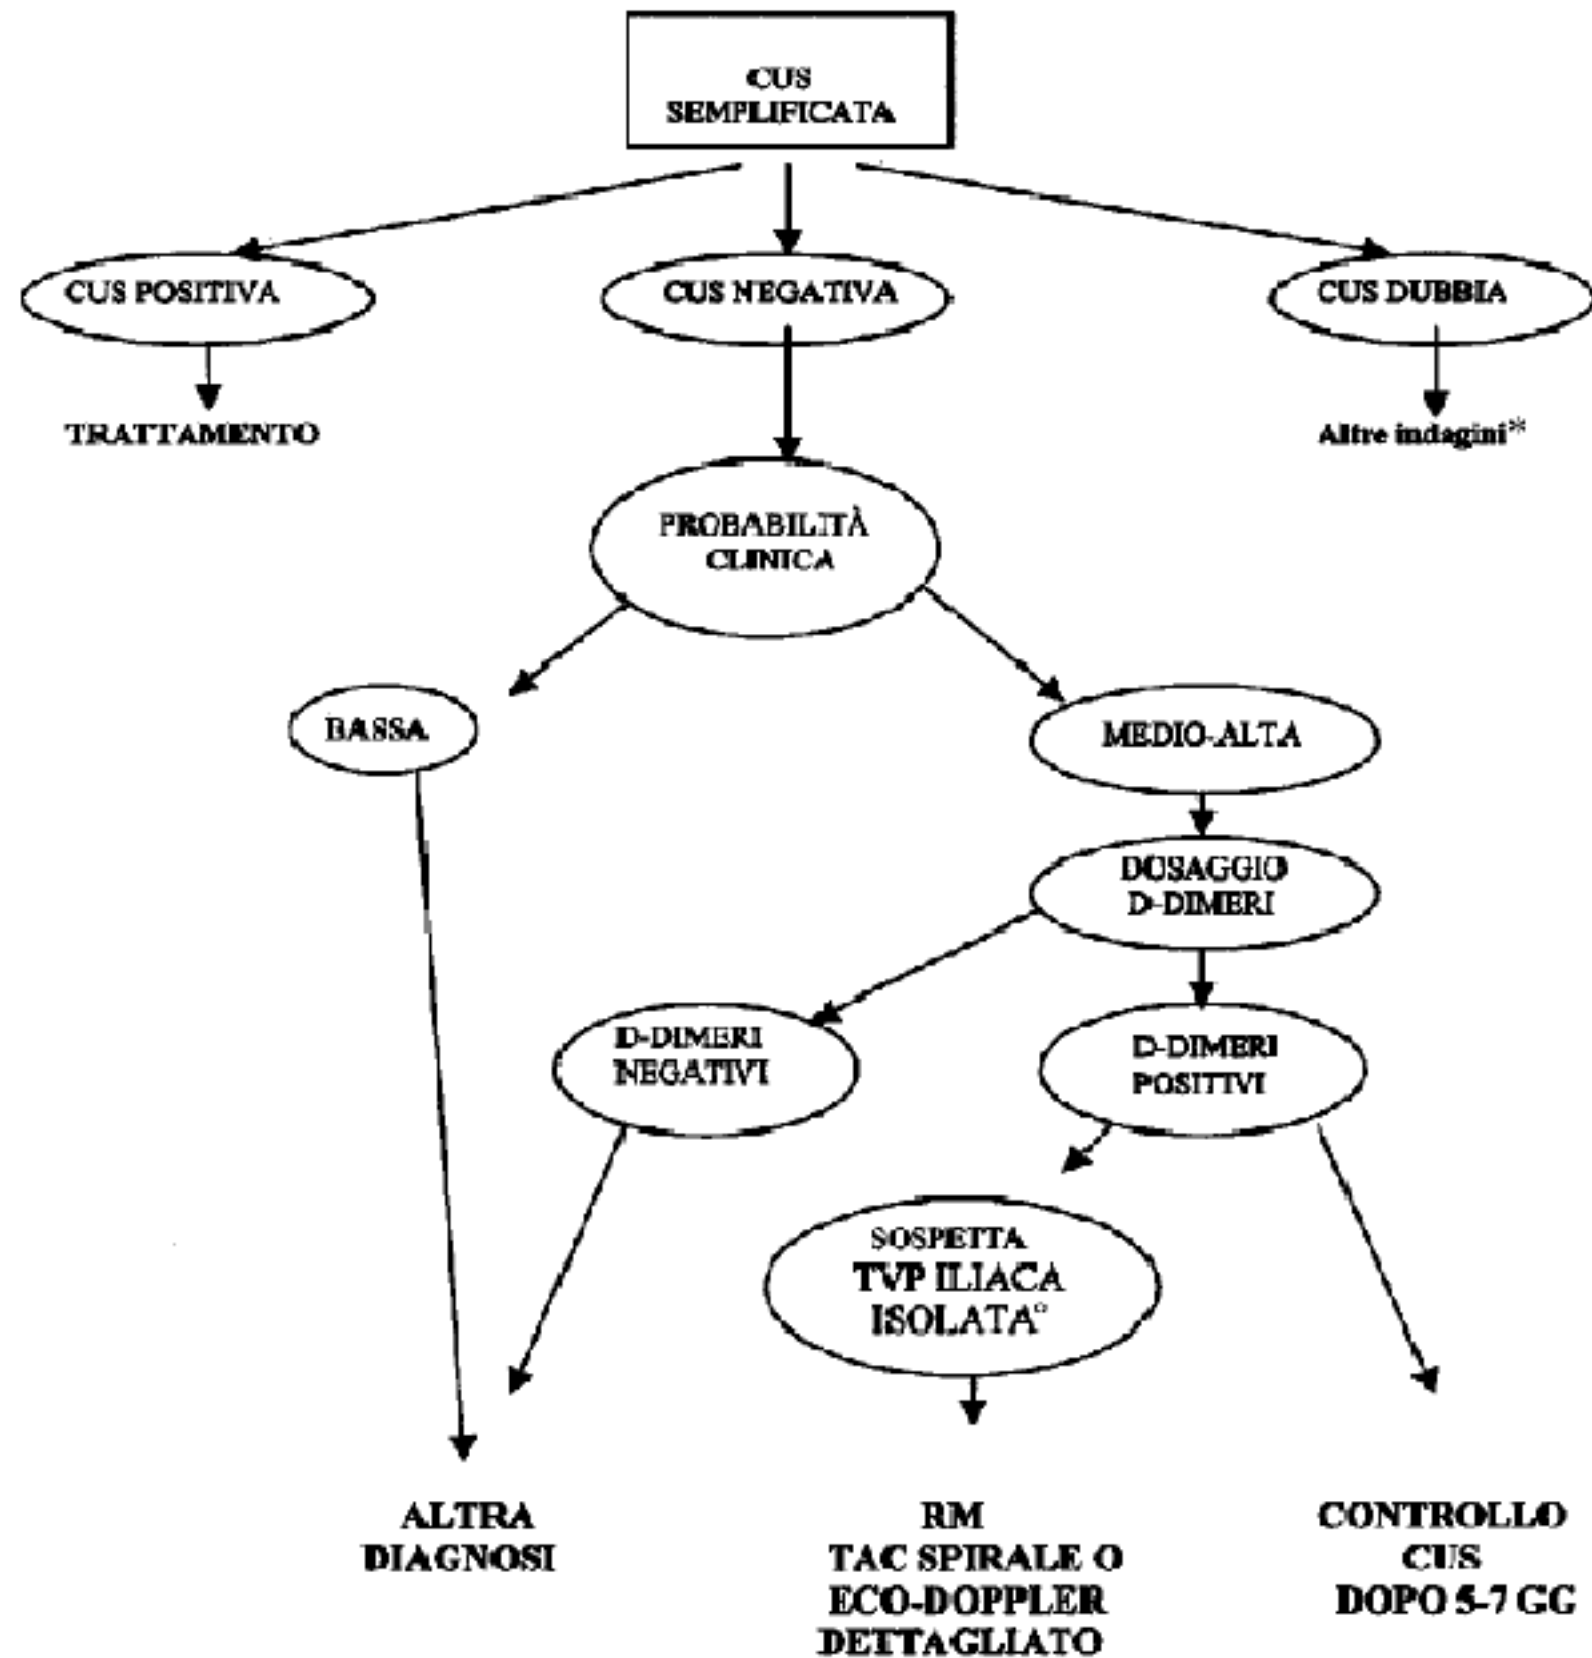 CUS
SEMPLIFICATA
CUS POSITIVA
CUS NEGATIVA
CUS DUBBIA
TRATTAMENTO
Altre indagini*
PROBABILITÀ
CLINICA
BASSA
MEDIO-ALTA
DOSAGGIO
D-DIMERI
D-DIMERI
NEGATIVI
D-DIMERI
POSITIVI
SOSPETTA
TVP ILIACA
ISOLATA°
ALTRA
DIAGNOSI
RM
TAC SPIRALE O
ECO-DOPPLER
DETTAGLIATO
CONTROLLO
CUS
DOPO 5-7 GG